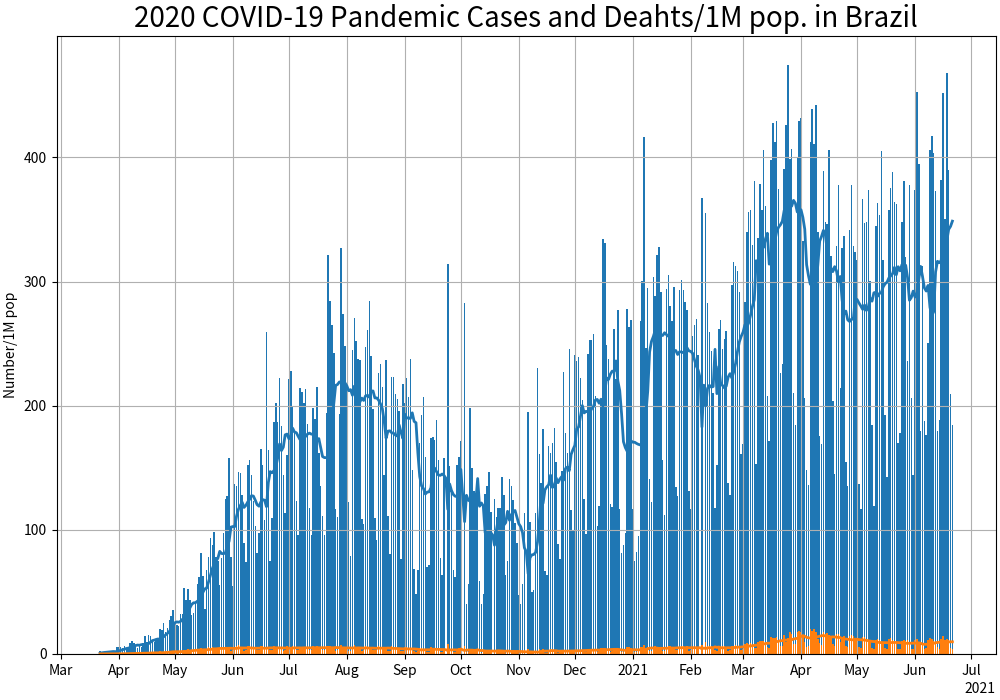 2020 COVID-19 Pandemic Cases and Deahts/1M pop. in Brazil
Number/1M pop
400
300
200
100
0
Mar Apr May Jun Jul Aug Sep Oct Nov Dec 2021 Feb Mar Apr May Jun Jul
2021